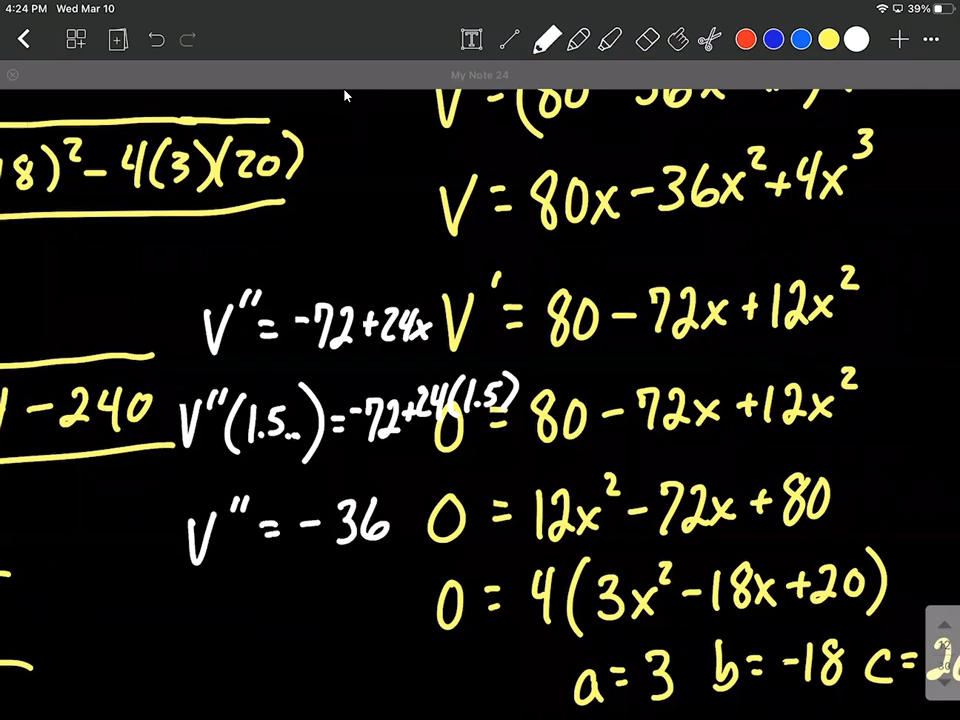 4:24 PM Wed Mar 10
39%
My Note 24
8)² - 4(3)(20)
- 240
V" = -72+24x
V"(1.5..) = -72+24(1.5)
V" = -36
V = 80x - 36x² + 4x³
V' = 80 - 72x + 12x²
0 = 80 - 72x + 12x²
0 = 12x² - 72x + 80
0 = 4(3x² - 18x + 20)
a = 3 b = -18 c = 20